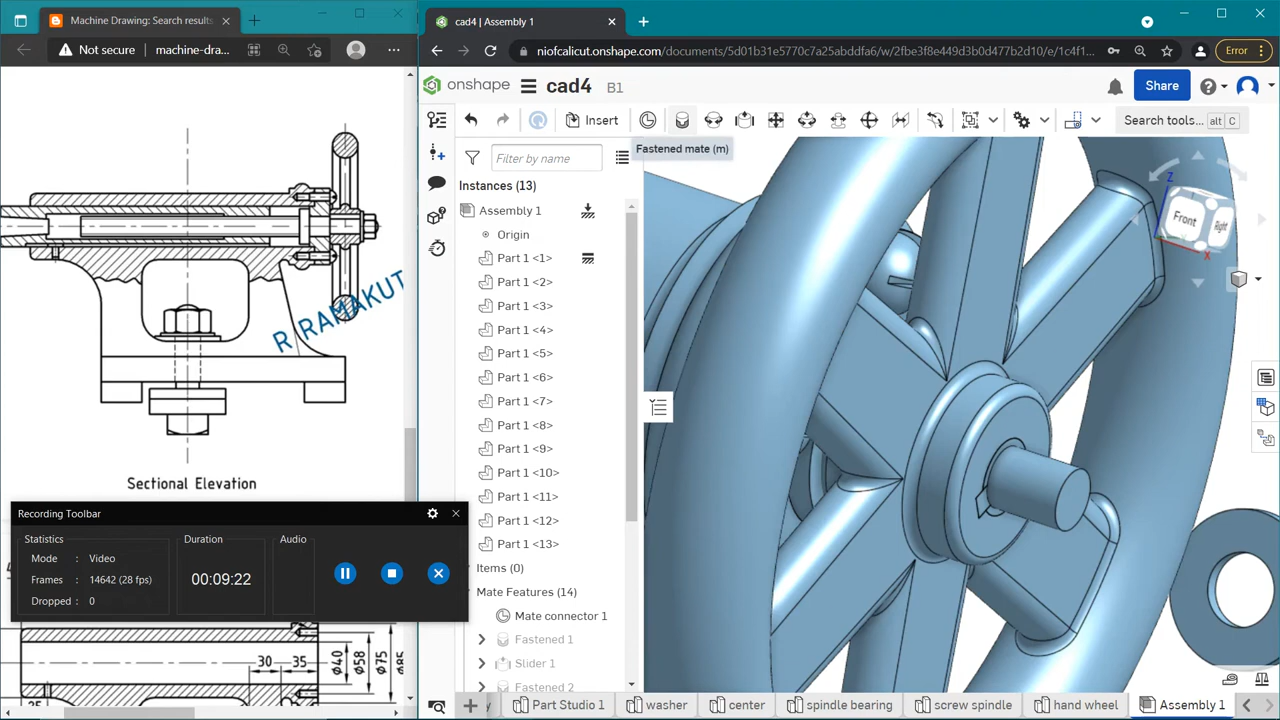 Machine Drawing: Search results
Not secure
machine-dra...
R. RAMAKUT
Sectional Elevation
30
35
ϕ40
ϕ58
ϕ75
ϕ85
Recording Toolbar
Statistics
Mode : Video
Frames : 14642 (28 fps)
Dropped : 0
Duration
00:09:22
Audio
cad4 | Assembly 1
niofcalicut.onshape.com/documents/5d01b31e5770c7a25abddfa6/w/2fbe3f8e449d3b0d477b2d10/e/1c4f1...
Error
onshape
cad4
B1
Share
Insert
Search tools...
alt
C
Fastened mate (m)
Filter by name
Instances (13)
Assembly 1
Origin
Part 1 <1>
Part 1 <2>
Part 1 <3>
Part 1 <4>
Part 1 <5>
Part 1 <6>
Part 1 <7>
Part 1 <8>
Part 1 <9>
Part 1 <10>
Part 1 <11>
Part 1 <12>
Part 1 <13>
Items (0)
Mate Features (14)
Mate connector 1
Fastened 1
Slider 1
Fastened 2
Z
Front
Right
X
Part Studio 1
washer
center
spindle bearing
screw spindle
hand wheel
Assembly 1